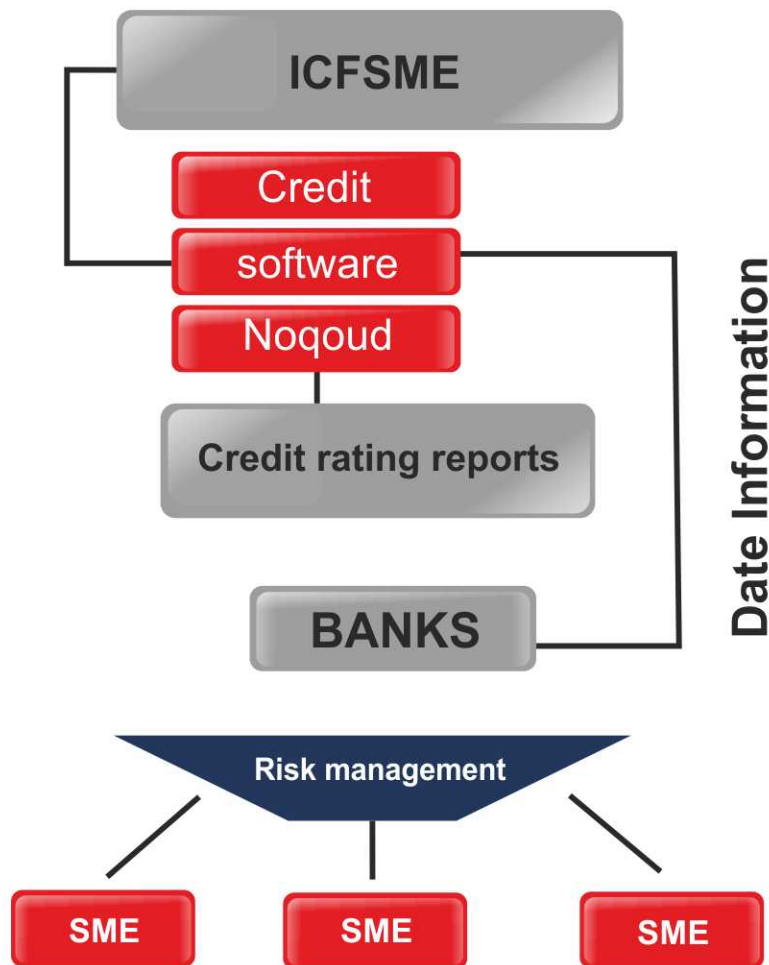 ICFSME
Credit
software
Noqoud
Credit rating reports
Date Information
BANKS
Risk management
SME
SME
SME